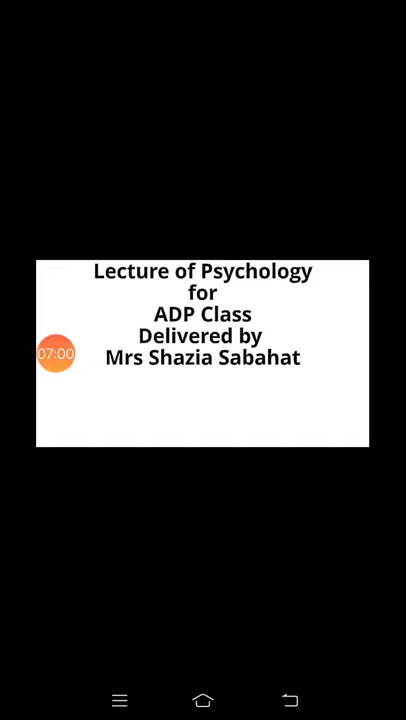 Lecture of Psychology
for
ADP Class
Delivered by
Mrs Shazia Sabahat
07:00